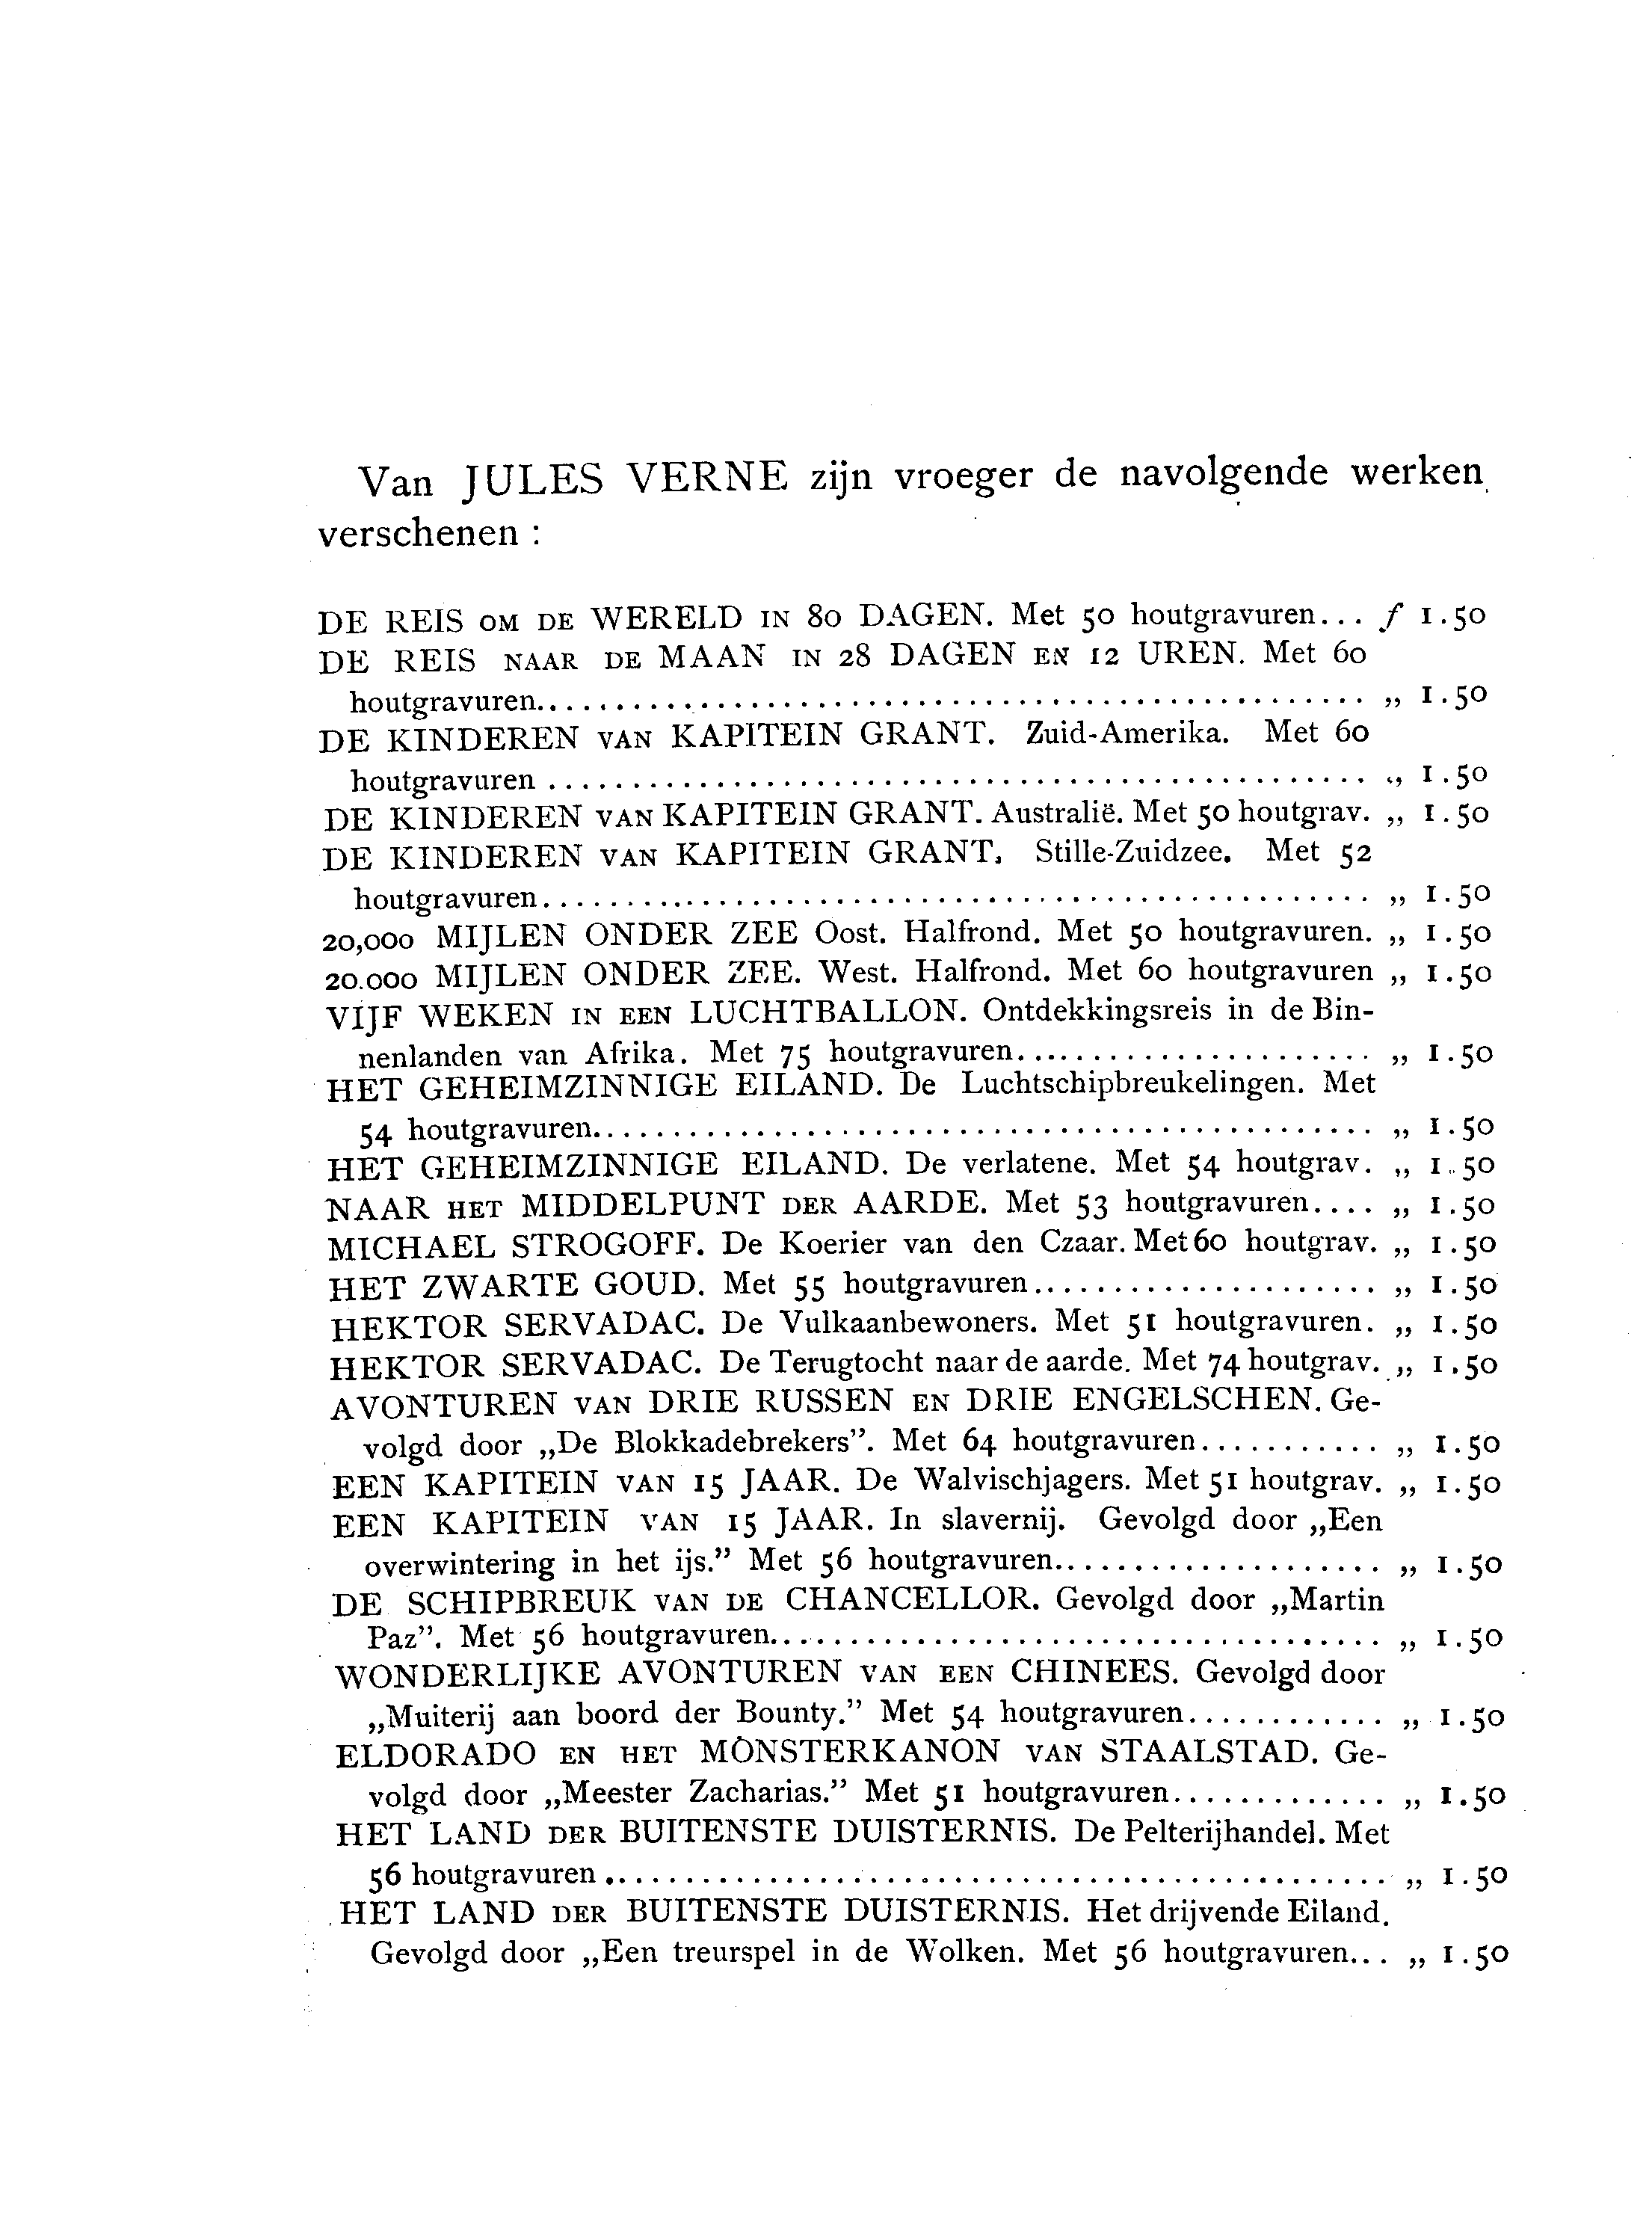 Van JULES VERNE zijn vroeger de navolgende werken
verschenen :
DE REIS OM DE WERELD IN 80 DAGEN. Met 50 houtgravuren... ƒ 1.50
DE REIS NAAR DE MAAN IN 28 DAGEN EN 12 UREN. Met 60
houtgravuren.................................................... „ 1.50
DE KINDEREN VAN KAPITEIN GRANT. Zuid-Amerika. Met 60
houtgravuren .................................................... „ 1.50
DE KINDEREN VAN KAPITEIN GRANT. Australië. Met 50 houtgrav. „ 1.50
DE KINDEREN VAN KAPITEIN GRANT. Stille-Zuidzee. Met 52
houtgravuren.................................................... „ 1.50
20,000 MIJLEN ONDER ZEE Oost. Halfrond. Met 50 houtgravuren. „ 1.50
20.000 MIJLEN ONDER ZEE. West. Halfrond. Met 60 houtgravuren „ 1.50
VIJF WEKEN IN EEN LUCHTBALLON. Ontdekkingsreis in de Bin-
nenlanden van Afrika. Met 75 houtgravuren....................... „ 1.50
HET GEHEIMZINNIGE EILAND. De Luchtschipbreukelingen. Met
54 houtgravuren................................................. „ 1.50
HET GEHEIMZINNIGE EILAND. De verlatene. Met 54 houtgrav. „ 1.50
NAAR HET MIDDELPUNT DER AARDE. Met 53 houtgravuren.... „ 1.50
MICHAEL STROGOFF. De Koerier van den Czaar. Met 60 houtgrav. „ 1.50
HET ZWARTE GOUD. Met 55 houtgravuren...................... „ 1.50
HEKTOR SERVADAC. De Vulkaanbewoners. Met 51 houtgravuren. „ 1.50
HEKTOR SERVADAC. De Terugtocht naar de aarde. Met 74 houtgrav. „ 1.50
AVONTUREN VAN DRIE RUSSEN EN DRIE ENGELSCHEN. Ge-
volgd door „De Blokkadebrekers”. Met 64 houtgravuren........... „ 1.50
EEN KAPITEIN VAN 15 JAAR. De Walvischjagers. Met 51 houtgrav. „ 1.50
EEN KAPITEIN VAN 15 JAAR. In slavernij. Gevolgd door „Een
overwintering in het ijs.” Met 56 houtgravuren.................... „ 1.50
DE SCHIPBREUK VAN DE CHANCELLOR. Gevolgd door „Martin
Paz”. Met 56 houtgravuren...................................... „ 1.50
WONDERLIJKE AVONTUREN VAN EEN CHINEES. Gevolgd door
„Muiterij aan boord der Bounty.” Met 54 houtgravuren............ „ 1.50
ELDORADO EN HET MONSTERKANON VAN STAALSTAD. Ge-
volgd door „Meester Zacharias.” Met 51 houtgravuren............. „ 1.50
HET LAND DER BUITENSTE DUISTERNIS. De Pelterijhandel. Met
56 houtgravuren ................................................. „ 1.50
HET LAND DER BUITENSTE DUISTERNIS. Het drijvende Eiland.
Gevolgd door „Een treurspel in de Wolken. Met 56 houtgravuren... „ 1.50